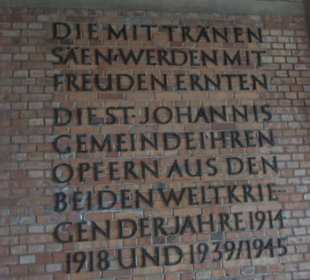 DIE MIT TRÄNEN
SÄEN·WERDEN MIT
FREUDEN ERNTEN
DIE ST·JOHANNIS
GEMEINDE IHREN
OPFERN AUS DEN
BEIDEN WELTKRIE-
GEN DER JAHRE 1914
1918 UND 1939/1945